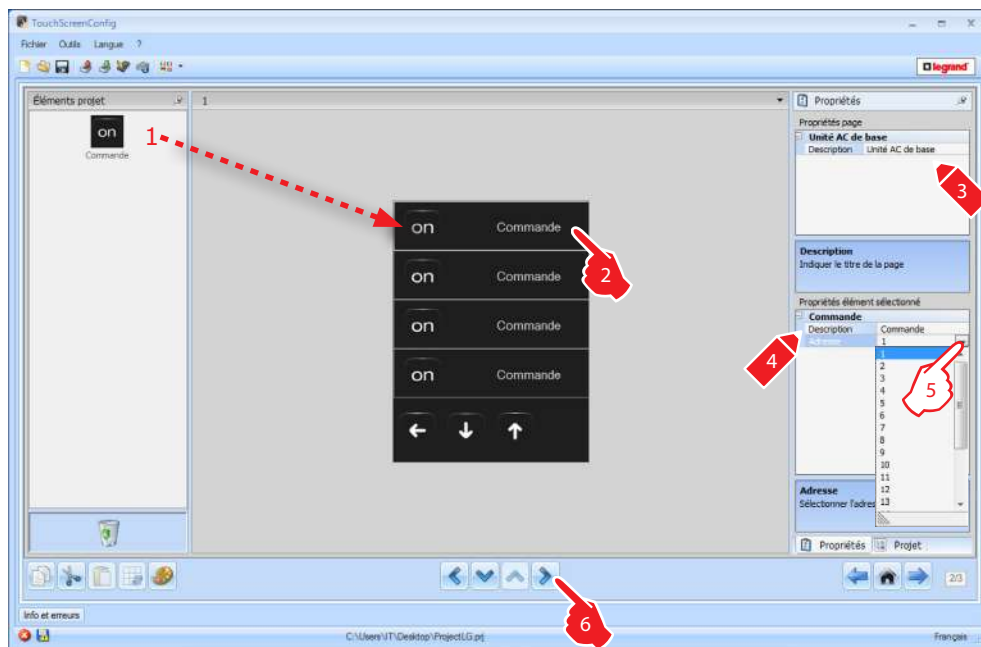 TouchScreenConfig
Fichier Outils Langue ?
legrand
Éléments projet
on
Commande
1
1
on Commande
on Commande
on Commande
on Commande
2
Propriétés
Propriétés page
Unité AC de base
Description Unité AC de base
3
Description
Indiquer le titre de la page
Propriétés élément sélectionné
Commande
Description Commande
Adresse 1
4
5
1
2
3
4
5
6
7
8
9
10
11
12
13
Adresse
Sélectionner l'adres
Propriétés Projet
6
2/3
Info et erreurs
C:\Users\IT\Desktop\ProjectLG.prj
Français